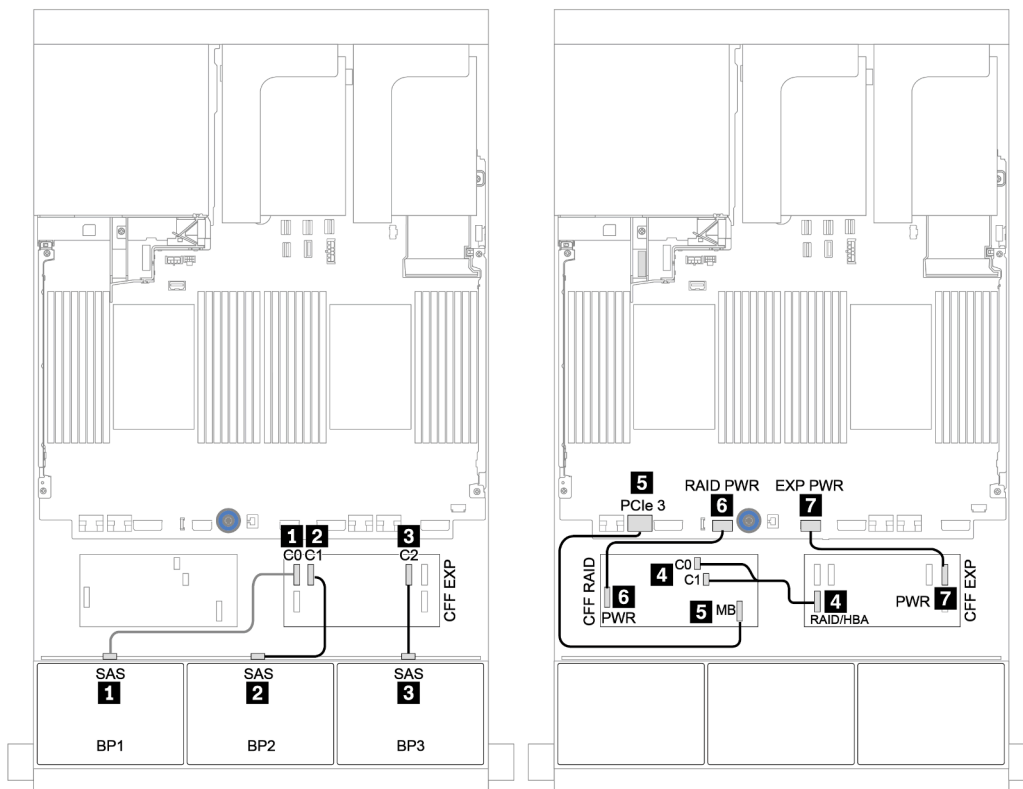 1 2 3
C0 C1 C2
CFF EXP
SAS SAS SAS
1 2 3
BP1 BP2 BP3
5 RAID PWR EXP PWR
PCIe 3 6 7
CFF RAID
4 C0
C1
6
PWR
5 MB
4
RAID/HBA
PWR 7
CFF EXP